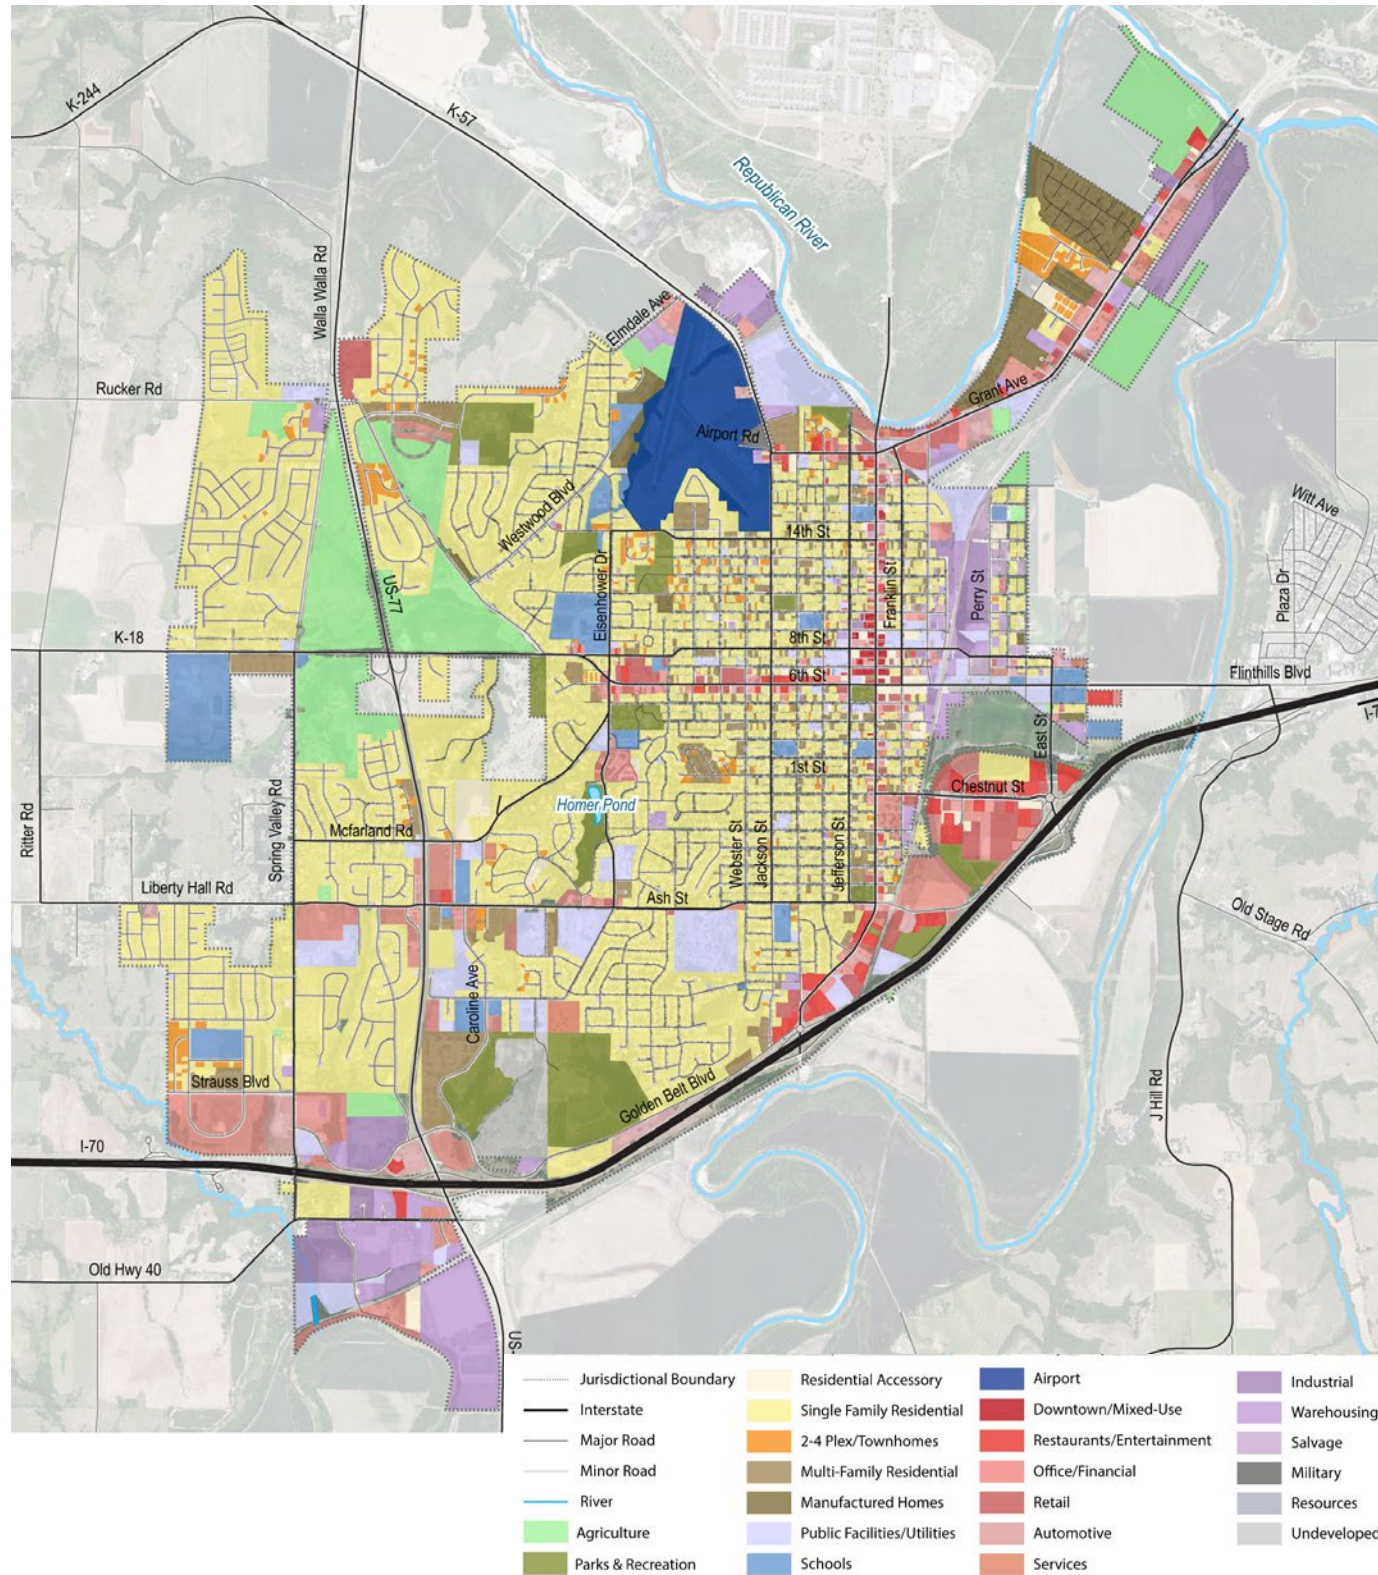 K-244
K-57
Republican River
Walla Walla Rd
Elmdale Ave
Rucker Rd
Grant Ave
Airport Rd
Westwood Blvd
Witt Ave
14th St
Eisenhower Dr
US-77
Franklin St
Perry St
Plaza Dr
K-18
8th St
6th St
Flinthills Blvd
I-7
East St
1st St
Chestnut St
Homer Pond
Ritter Rd
Spring Valley Rd
Mcfarland Rd
Webster St
Jackson St
Jefferson St
Liberty Hall Rd
Ash St
Old Stage Rd
Caroline Ave
Strauss Blvd
Golden Belt Blvd
J Hill Rd
I-70
Old Hwy 40
US-
Jurisdictional Boundary
Interstate
Major Road
Minor Road
River
Agriculture
Parks & Recreation
Residential Accessory
Single Family Residential
2-4 Plex/Townhomes
Multi-Family Residential
Manufactured Homes
Public Facilities/Utilities
Schools
Airport
Downtown/Mixed-Use
Restaurants/Entertainment
Office/Financial
Retail
Automotive
Services
Industrial
Warehousing
Salvage
Military
Resources
Undeveloped